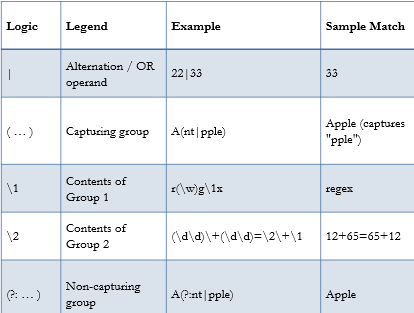 Logic Legend Example Sample Match
| Alternation / OR operand 22|33 33
( … ) Capturing group A(nt|pple) Apple (captures "pple")
\1 Contents of Group 1 r(\w)g\1x regex
\2 Contents of Group 2 (\d\d)\+(\d\d)=\2\+\1 12+65=65+12
(?: … ) Non-capturing group A(?:nt|pple) Apple